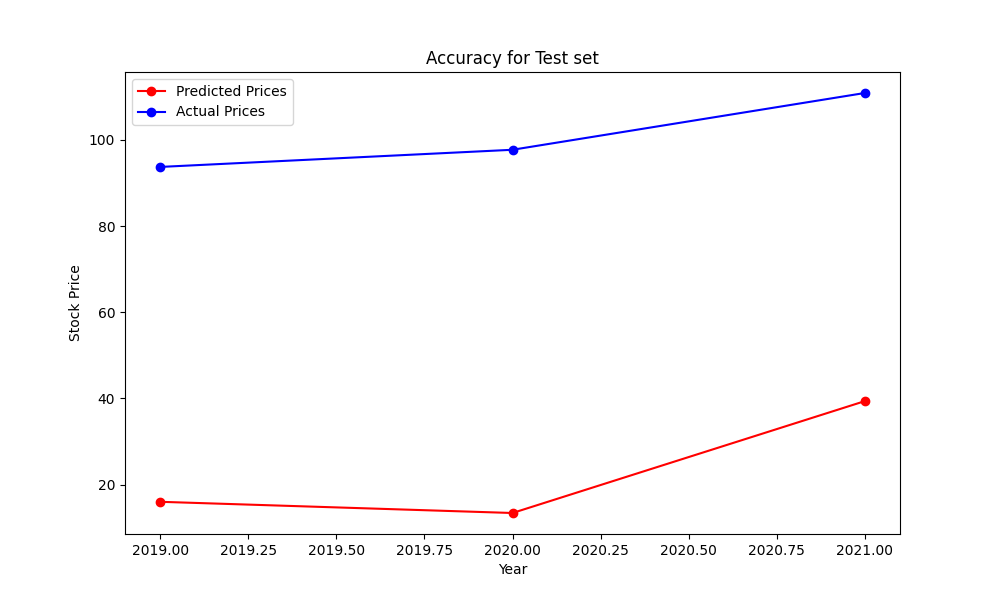 Accuracy for Test set
Predicted Prices
Actual Prices
Stock Price
100
80
60
40
20
2019.00 2019.25 2019.50 2019.75 2020.00 2020.25 2020.50 2020.75 2021.00
Year